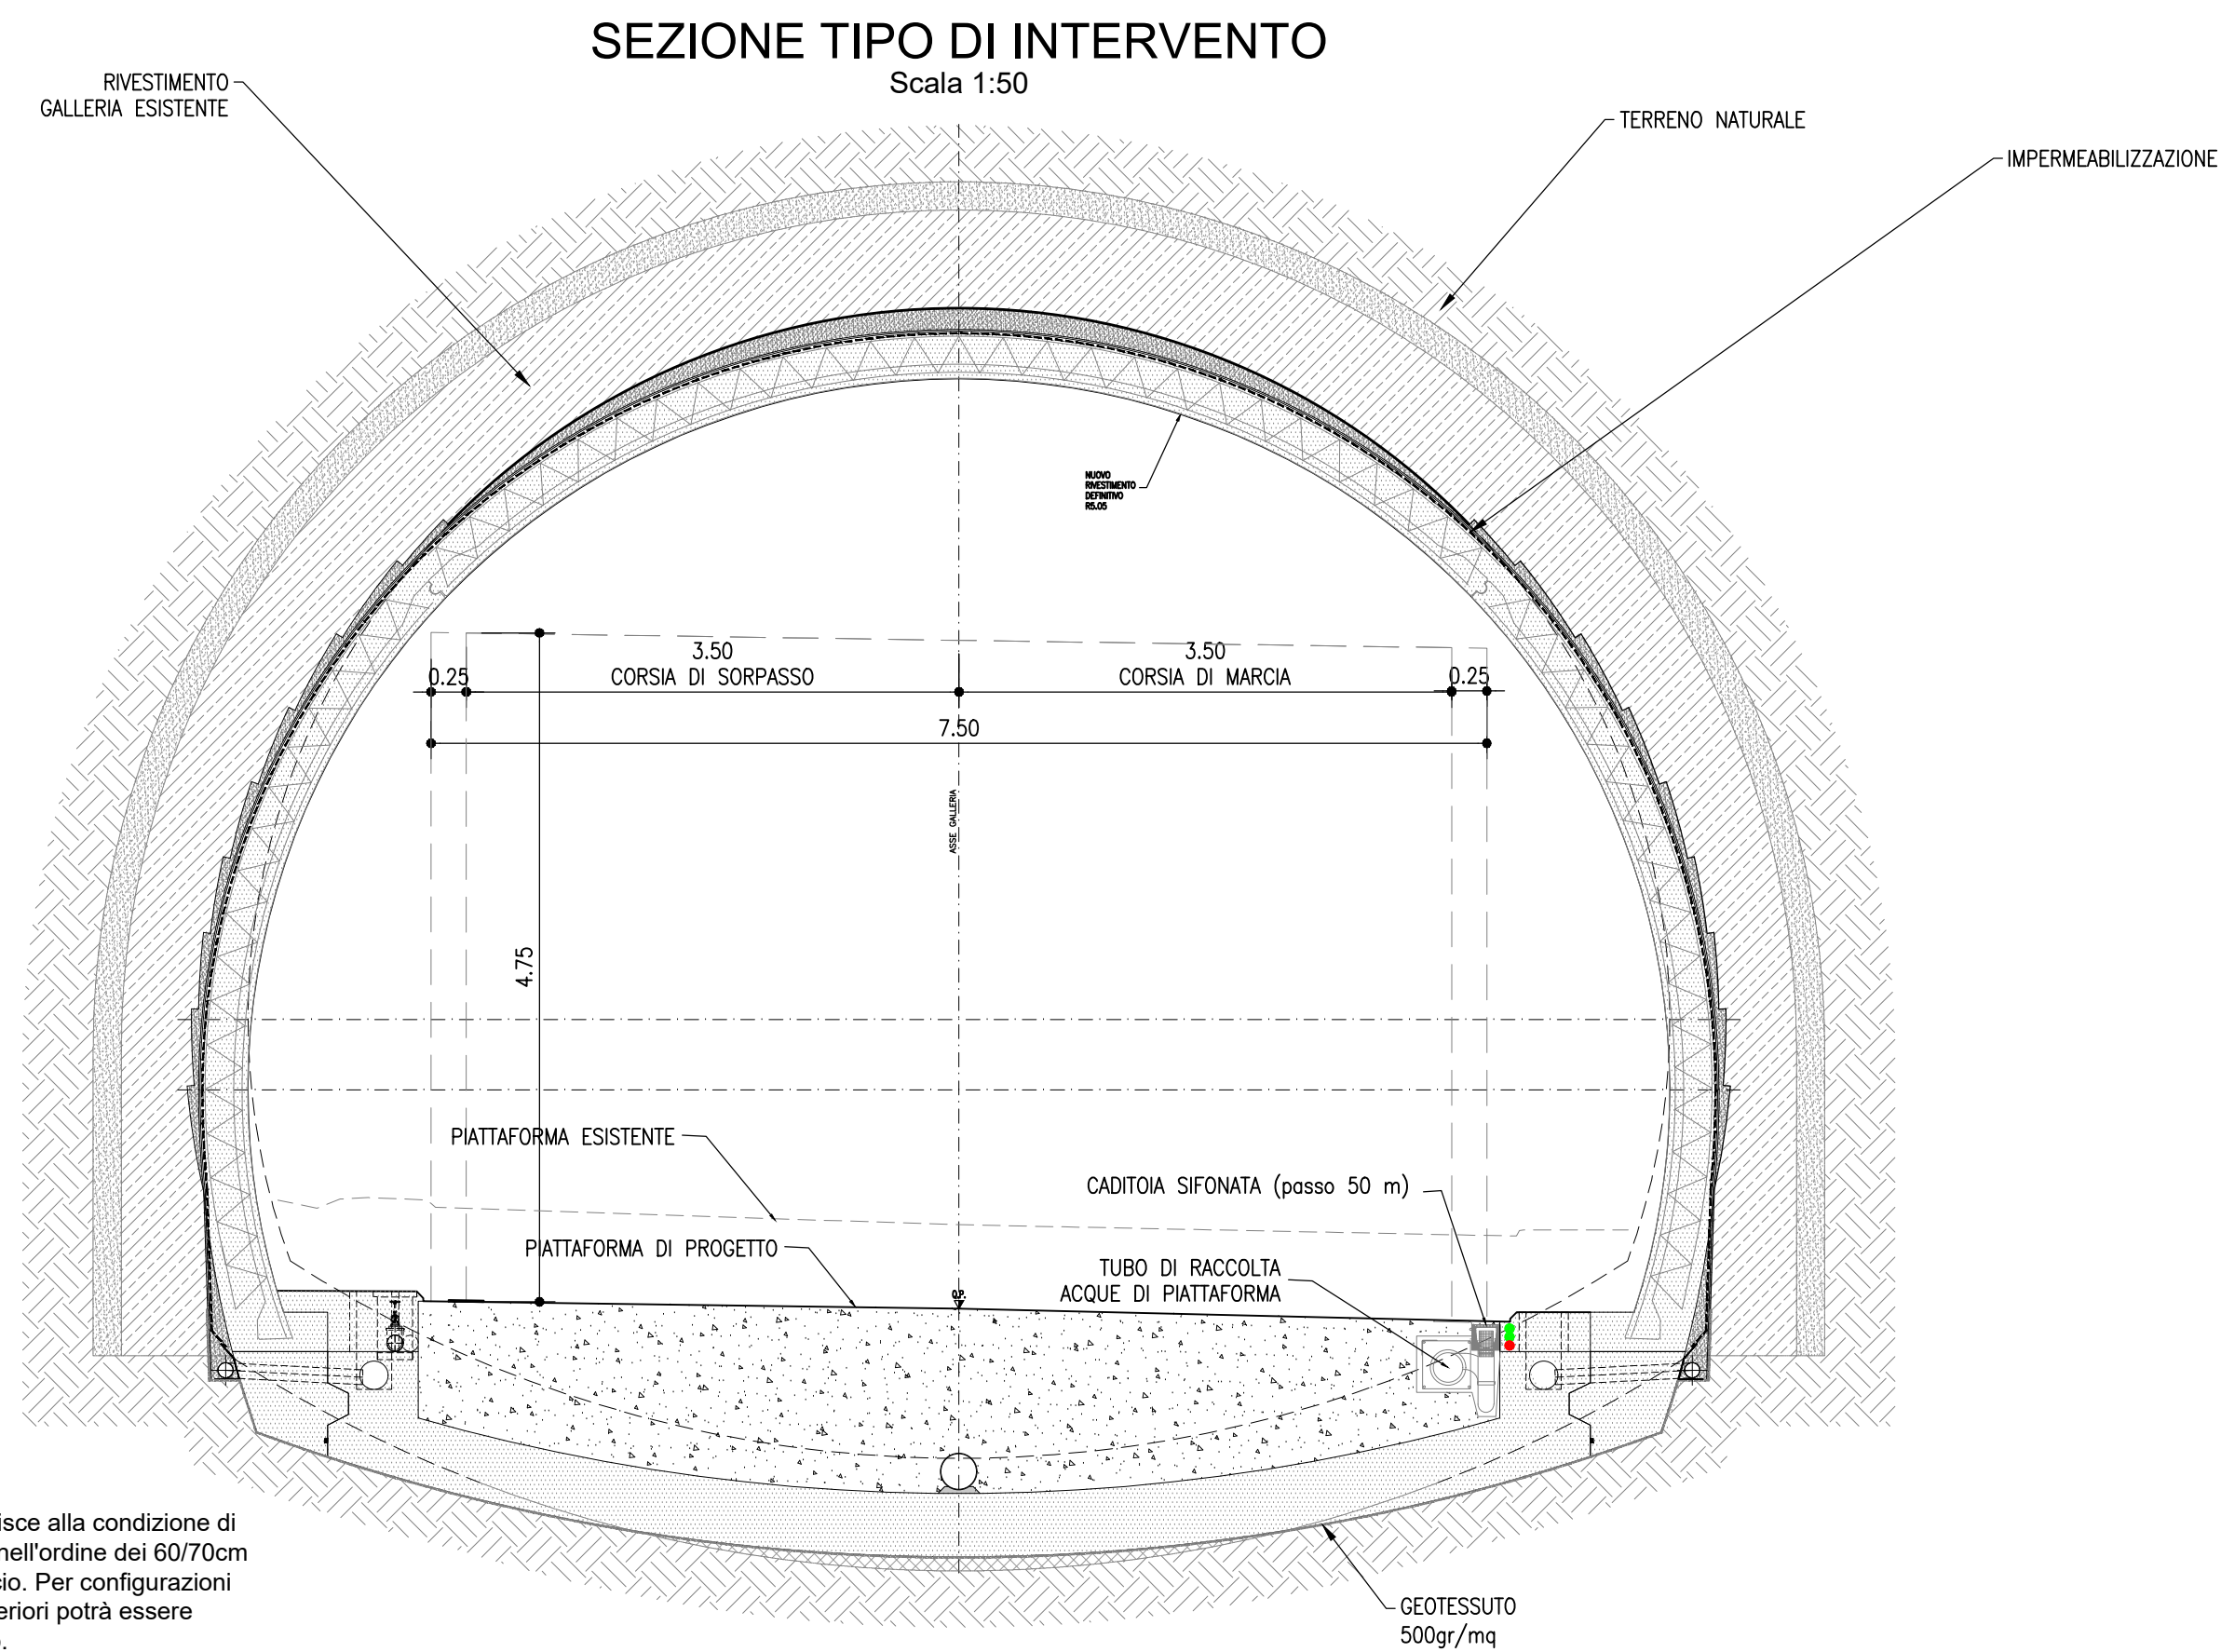 SEZIONE TIPO DI INTERVENTO
Scala 1:50
RIVESTIMENTO
GALLERIA ESISTENTE
TERRENO NATURALE
IMPERMEABILIZZAZIONE
NUOVO
RIVESTIMENTO
DEFINITIVO
R5.05
3.50
CORSIA DI SORPASSO
3.50
CORSIA DI MARCIA
0.25
0.25
7.50
ASSE GALLERIA
4.75
PIATTAFORMA ESISTENTE
CADITOIA SIFONATA (passo 50 m)
PIATTAFORMA DI PROGETTO
TUBO DI RACCOLTA
ACQUE DI PIATTAFORMA
isce alla condizione di
nell'ordine dei 60/70cm
cio. Per configurazioni
eriori potrà essere
GEOTESSUTO
500gr/mq